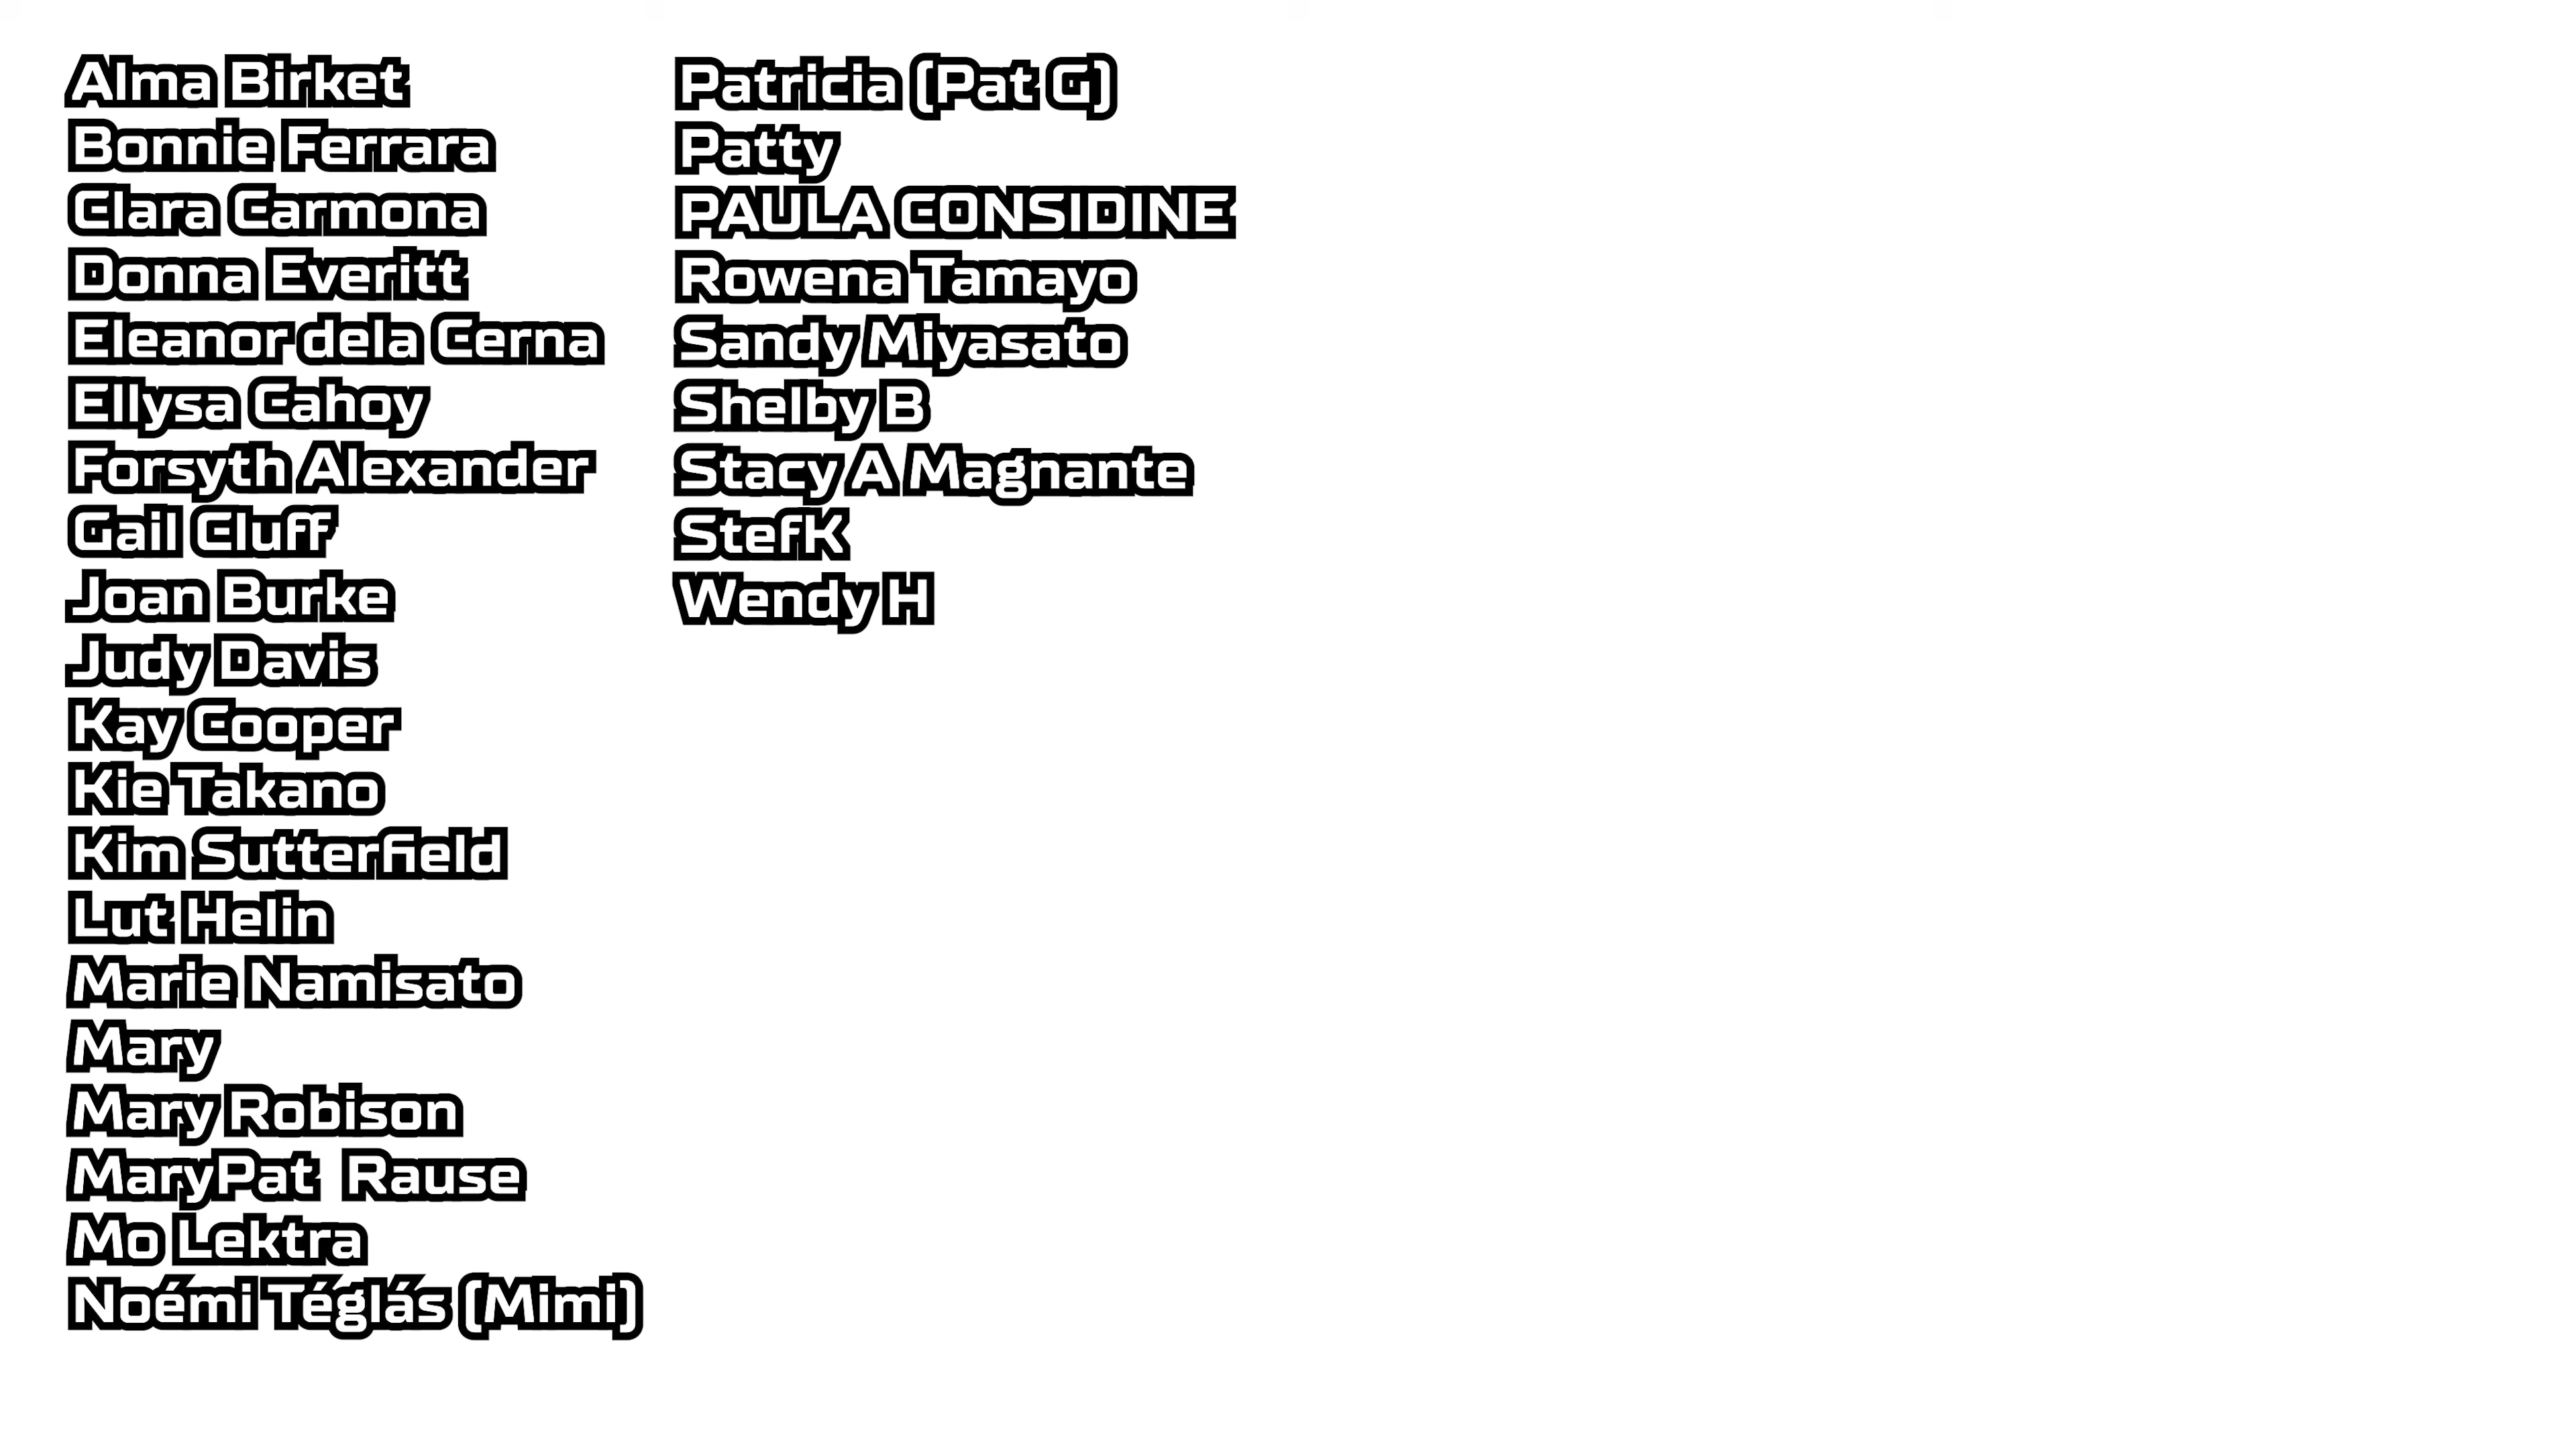 Alma Birket
Bonnie Ferrara
Clara Carmona
Donna Everitt
Eleanor dela Cerna
Ellysa Cahoy
Forsyth Alexander
Gail Cluff
Joan Burke
Judy Davis
Kay Cooper
Kie Takano
Kim Sutterfield
Lut Helin
Marie Namisato
Mary
Mary Robison
MaryPat  Rause
Mo Lektra
Noémi Téglás (Mimi)
Patricia (Pat G)
Patty
PAULA CONSIDINE
Rowena Tamayo
Sandy Miyasato
Shelby B
Stacy A Magnante
StefK
Wendy H